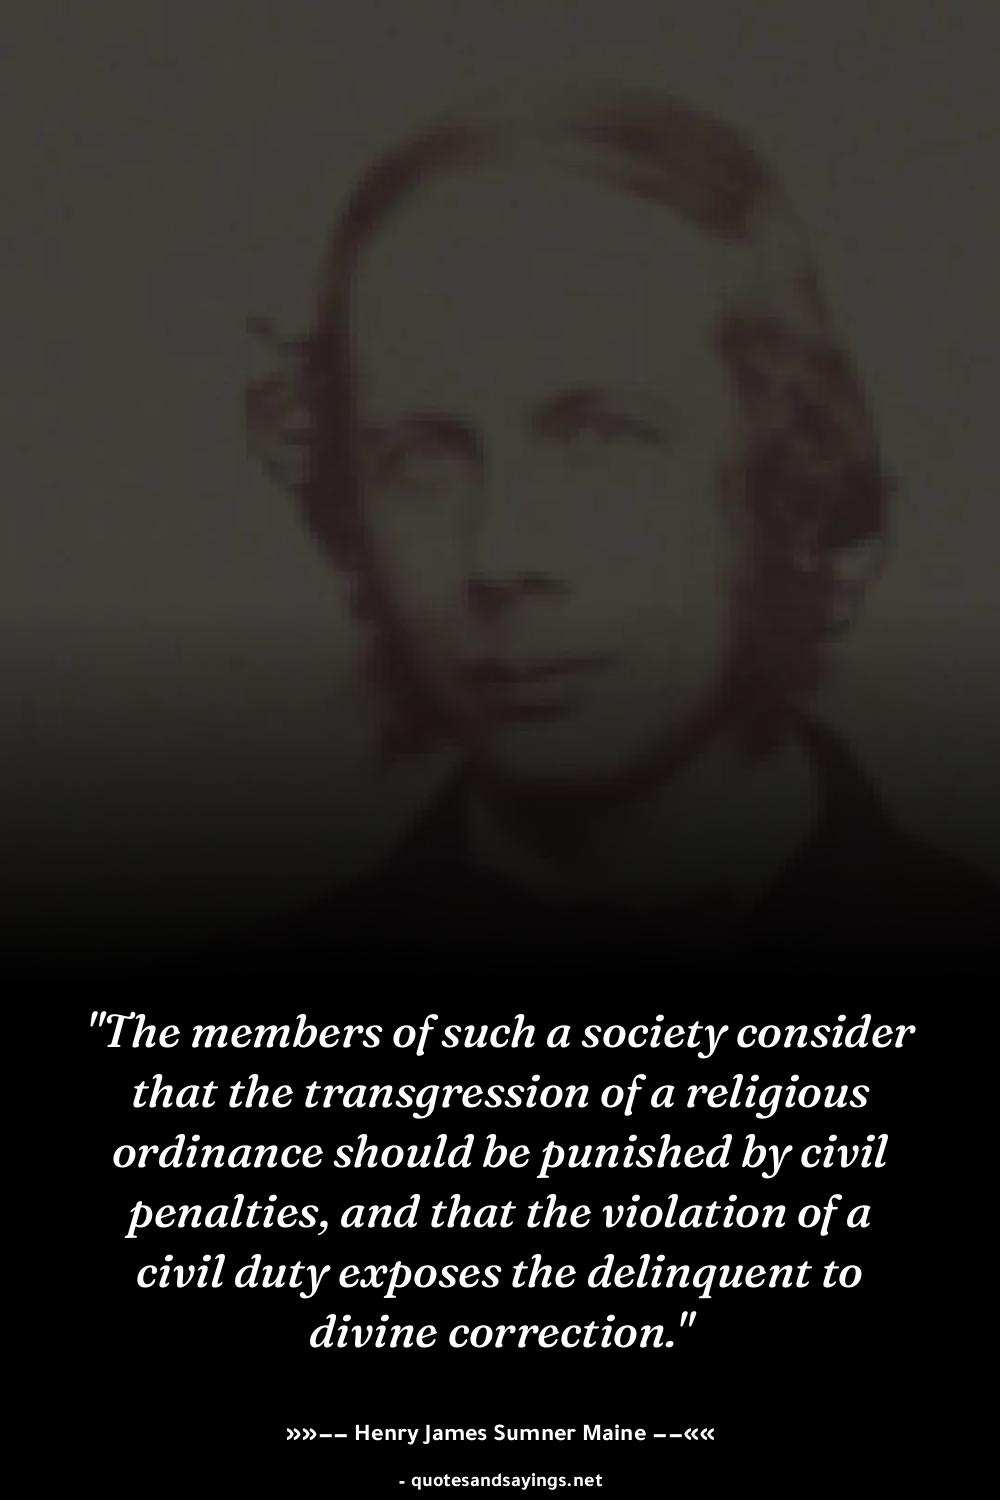 "The members of such a society consider
that the transgression of a religious
ordinance should be punished by civil
penalties, and that the violation of a
civil duty exposes the delinquent to
divine correction."
»»−− Henry James Sumner Maine −−««
- quotesandsayings.net